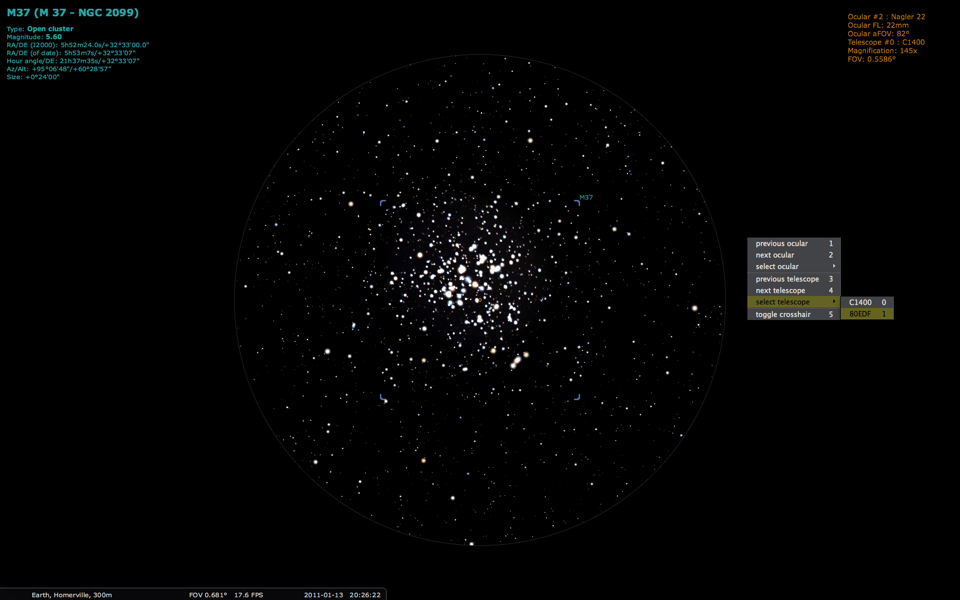 M37 (M 37 - NGC 2099)
Type: Open cluster
Magnitude: 5.60
RA/DE (J2000): 5h52m24.0s/+32°33'00.0"
RA/DE (of date): 5h53m7s/+32°33'07"
Hour angle/DE: 21h37m35s/+32°33'07"
Az/Alt: +95°06'48"/+60°28'57"
Size: +0°24'00"
Ocular #2 : Nagler 22
Ocular FL: 22mm
Ocular aFOV: 82°
Telescope #0 : C1400
Magnification: 145x
FOV: 0.5586°
M37
previous ocular 1
next ocular 2
select ocular
previous telescope 3
next telescope 4
select telescope
C1400 0
toggle crosshair 5
80EDF 1
Earth, Homerville, 300m FOV 0.681° 17.6 FPS 2011-01-13 20:26:22